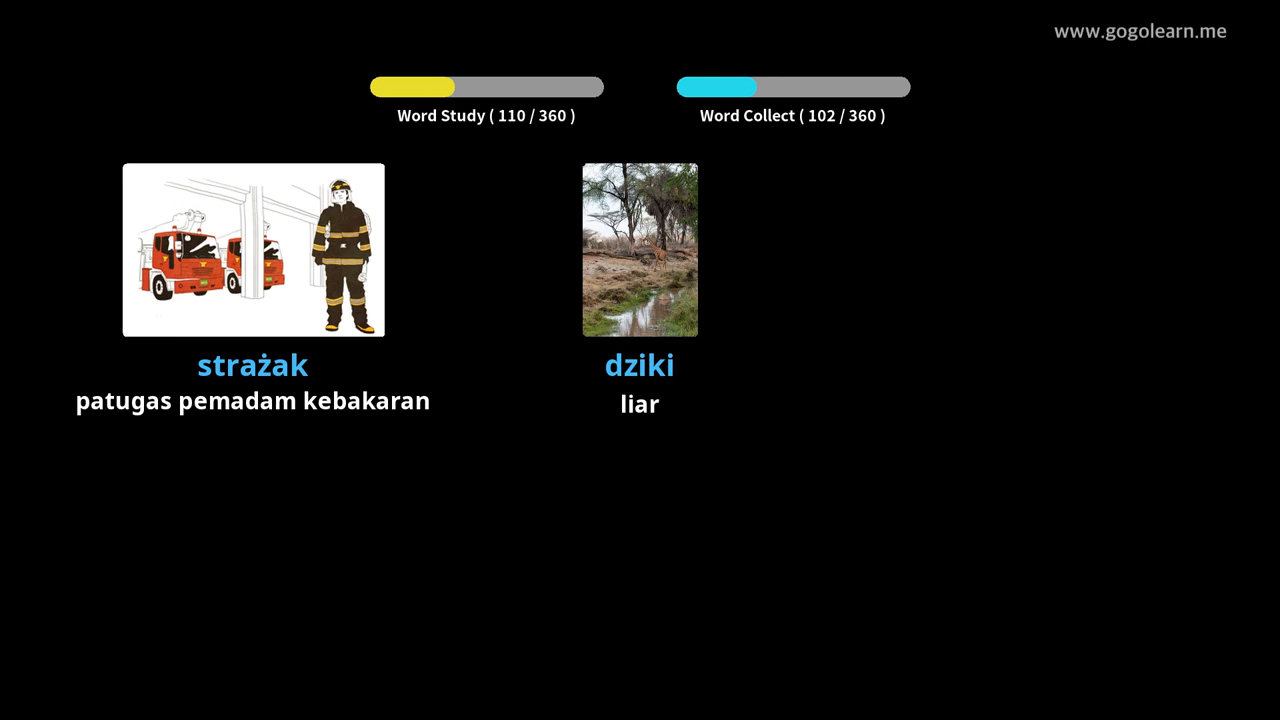 www.gogolearn.me
Word Study ( 110 / 360 )
Word Collect ( 102 / 360 )
strażak
patugas pemadam kebakaran
dziki
liar